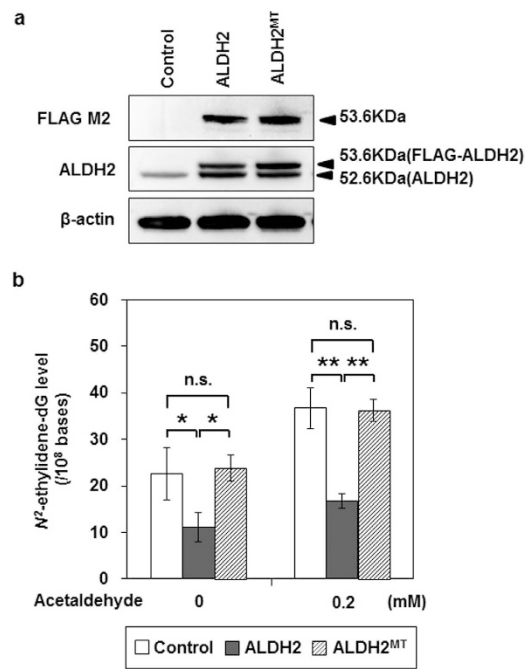 a
Control
ALDH2
ALDH2ᴹᵀ
FLAG M2
53.6KDa
ALDH2
53.6KDa(FLAG-ALDH2)
52.6KDa(ALDH2)
β-actin
b
N²-ethylidene-dG level
(/10⁸ bases)
60
50
40
30
20
10
0
n.s.
* *
n.s.
** **
Acetaldehyde 0 0.2 (mM)
Control ALDH2 ALDH2ᴹᵀ